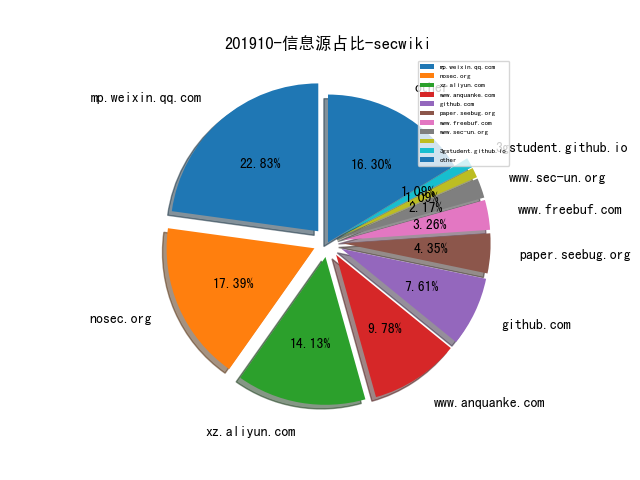 201910-信息源占比-secwiki
mp.weixin.qq.com
nosec.org
xz.aliyun.com
www.anquanke.com
github.com
paper.seebug.org
www.freebuf.com
www.sec-un.org
3gstudent.github.io
other
mp.weixin.qq.com
other
3gstudent.github.io
www.sec-un.org
www.freebuf.com
paper.seebug.org
github.com
www.anquanke.com
xz.aliyun.com
nosec.org
22.83%
16.30%
1.09%
1.09%
2.17%
3.26%
4.35%
7.61%
9.78%
14.13%
17.39%